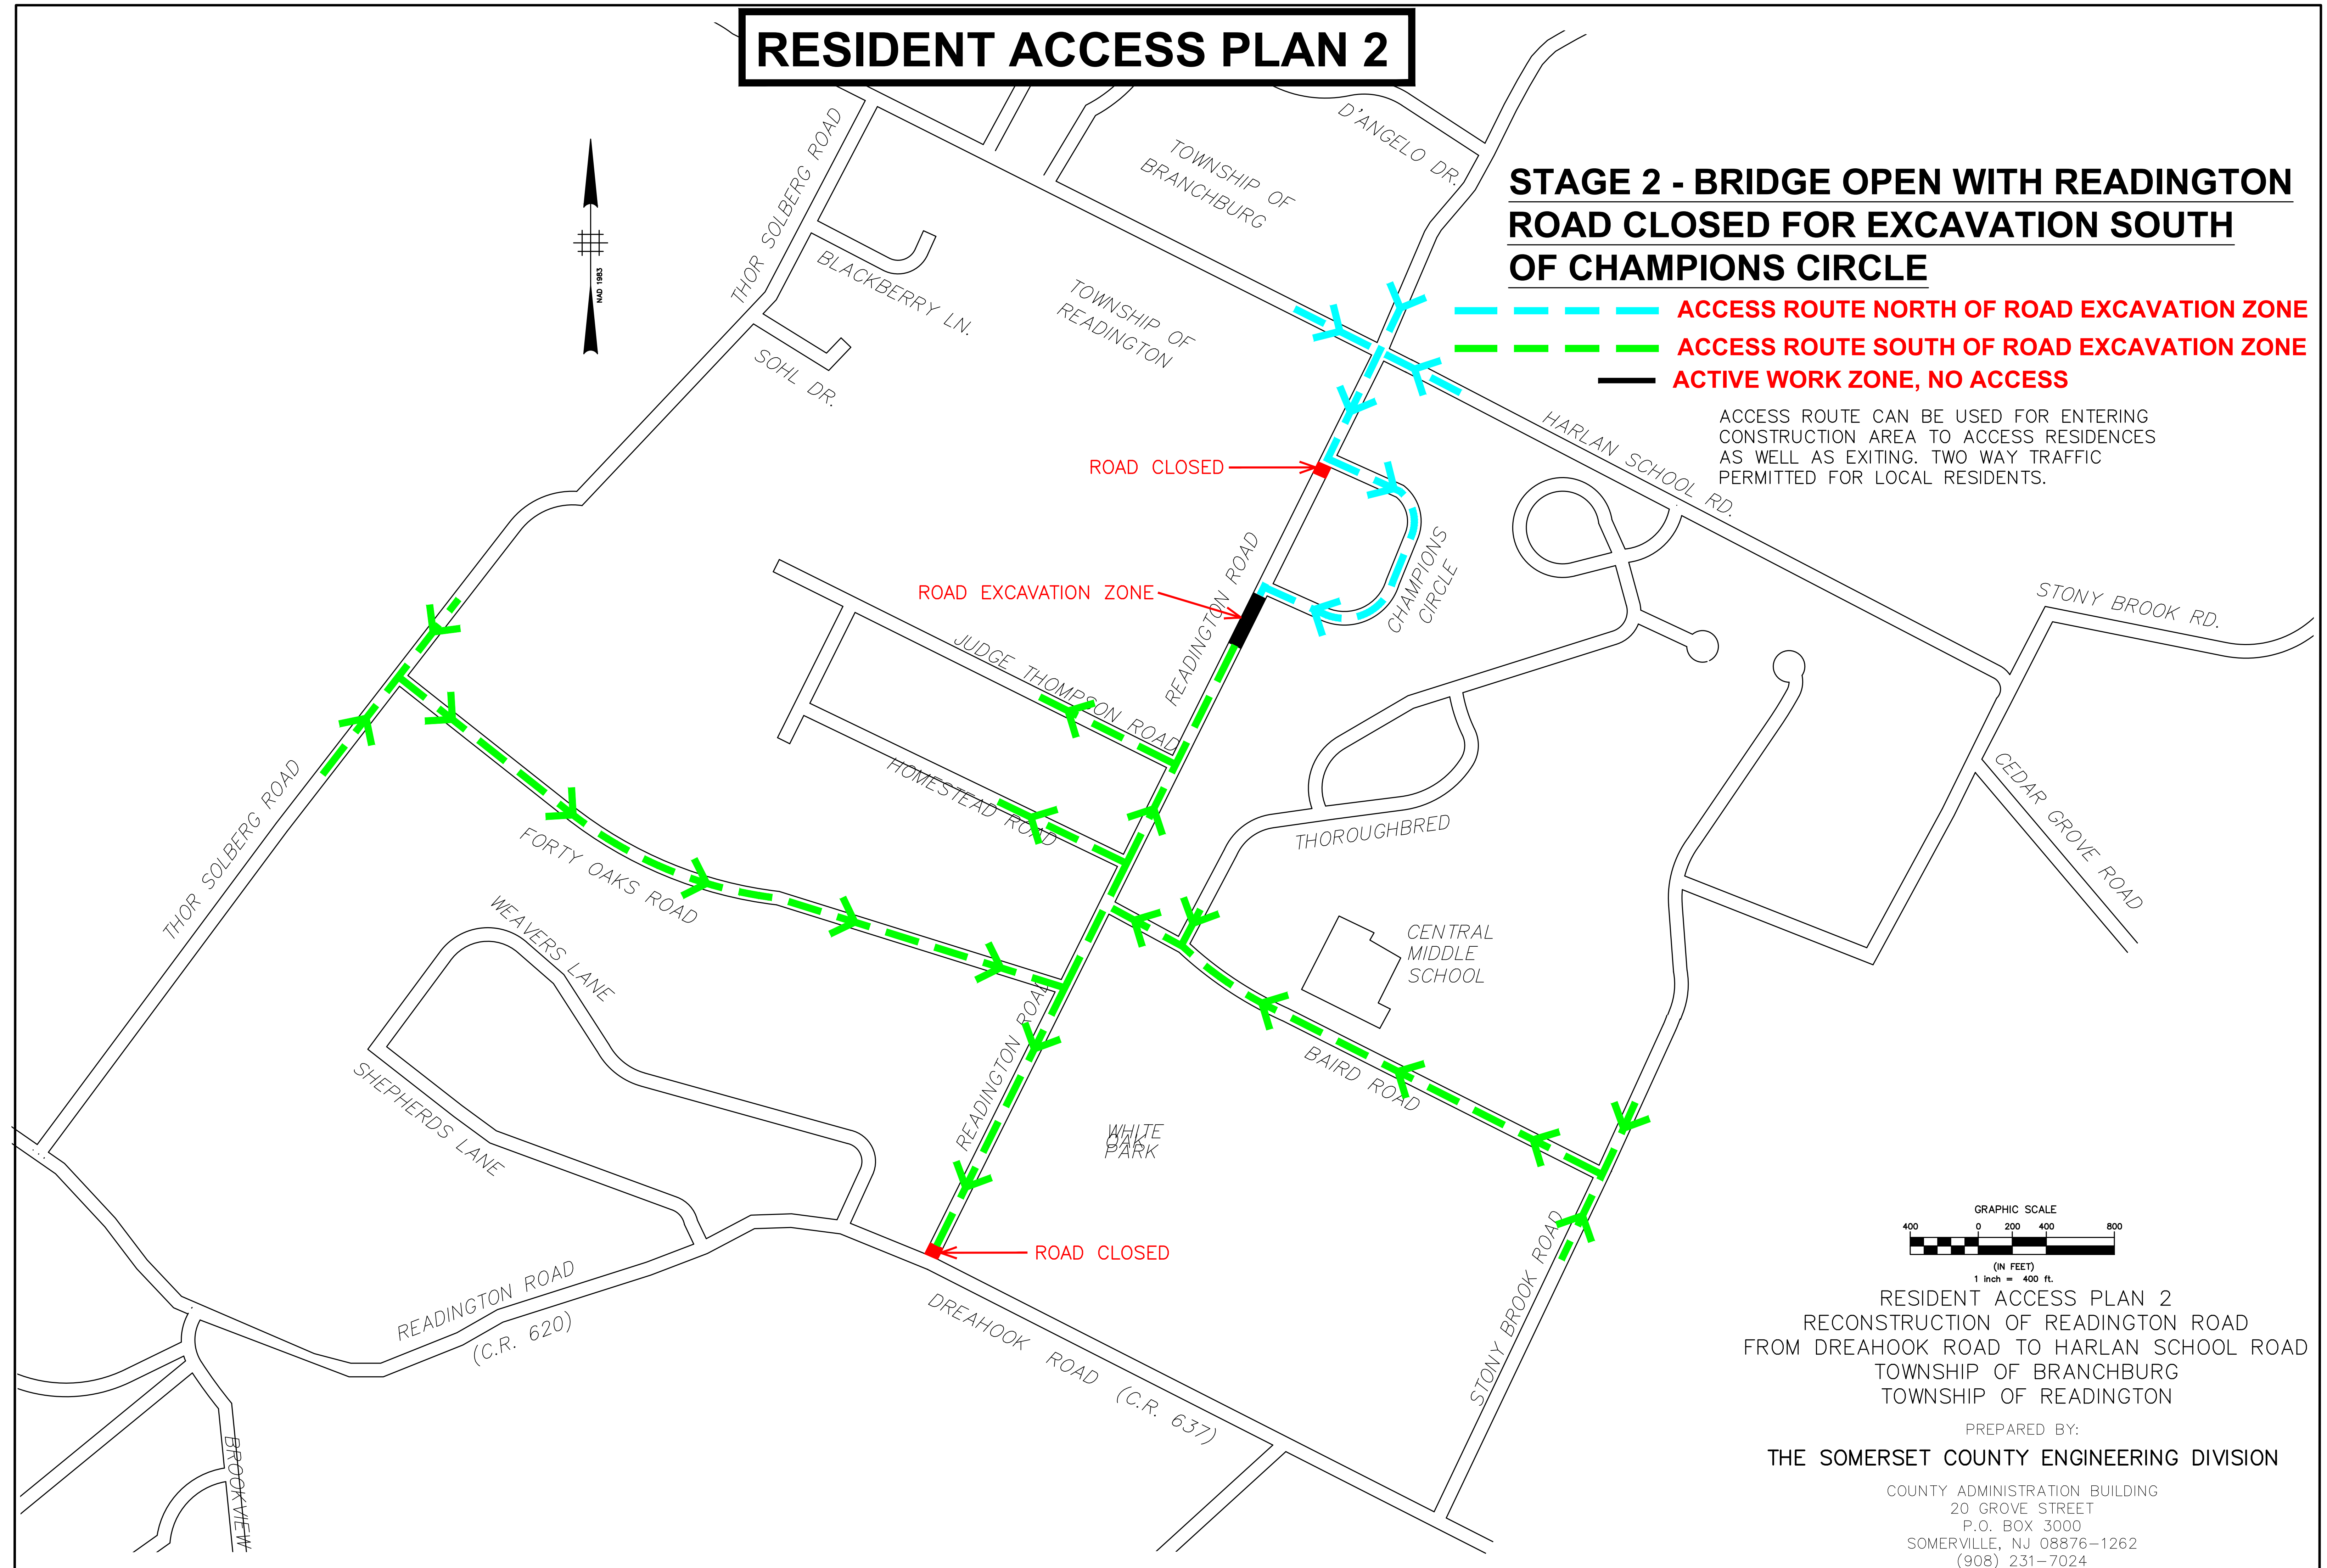 RESIDENT ACCESS PLAN 2
D'ANGELO DR.
TOWNSHIP OF
BRANCHBURG
THOR SOLBERG ROAD
STAGE 2 - BRIDGE OPEN WITH READINGTON
ROAD CLOSED FOR EXCAVATION SOUTH
OF CHAMPIONS CIRCLE
ACCESS ROUTE NORTH OF ROAD EXCAVATION ZONE
ACCESS ROUTE SOUTH OF ROAD EXCAVATION ZONE
ACTIVE WORK ZONE, NO ACCESS
ACCESS ROUTE CAN BE USED FOR ENTERING
CONSTRUCTION AREA TO ACCESS RESIDENCES
AS WELL AS EXITING. TWO WAY TRAFFIC
PERMITTED FOR LOCAL RESIDENTS.
NAD 1983
BLACKBERRY LN.
TOWNSHIP OF
READINGTON
SOHL DR.
HARLAN SCHOOL RD.
ROAD CLOSED
READINGTON ROAD
CHAMPIONS
CIRCLE
ROAD EXCAVATION ZONE
STONY BROOK RD.
JUDGE THOMPSON ROAD
HOMESTEAD ROAD
THOR SOLBERG ROAD
FORTY OAKS ROAD
THOROUGHBRED
CEDAR GROVE ROAD
WEAVERS LANE
CENTRAL
MIDDLE
SCHOOL
READINGTON ROAD
BAIRD ROAD
SHEPHERDS LANE
WHITE
OAK
PARK
ROAD CLOSED
READINGTON ROAD
(C.R. 620)
DREAHOOK ROAD (C.R. 637)
STONY BROOK ROAD
BROOKVIEW
GRAPHIC SCALE
400 0 200 400 800
(IN FEET)
1 inch = 400 ft.
RESIDENT ACCESS PLAN 2
RECONSTRUCTION OF READINGTON ROAD
FROM DREAHOOK ROAD TO HARLAN SCHOOL ROAD
TOWNSHIP OF BRANCHBURG
TOWNSHIP OF READINGTON
PREPARED BY:
THE SOMERSET COUNTY ENGINEERING DIVISION
COUNTY ADMINISTRATION BUILDING
20 GROVE STREET
P.O. BOX 3000
SOMERVILLE, NJ 08876-1262
(908) 231-7024